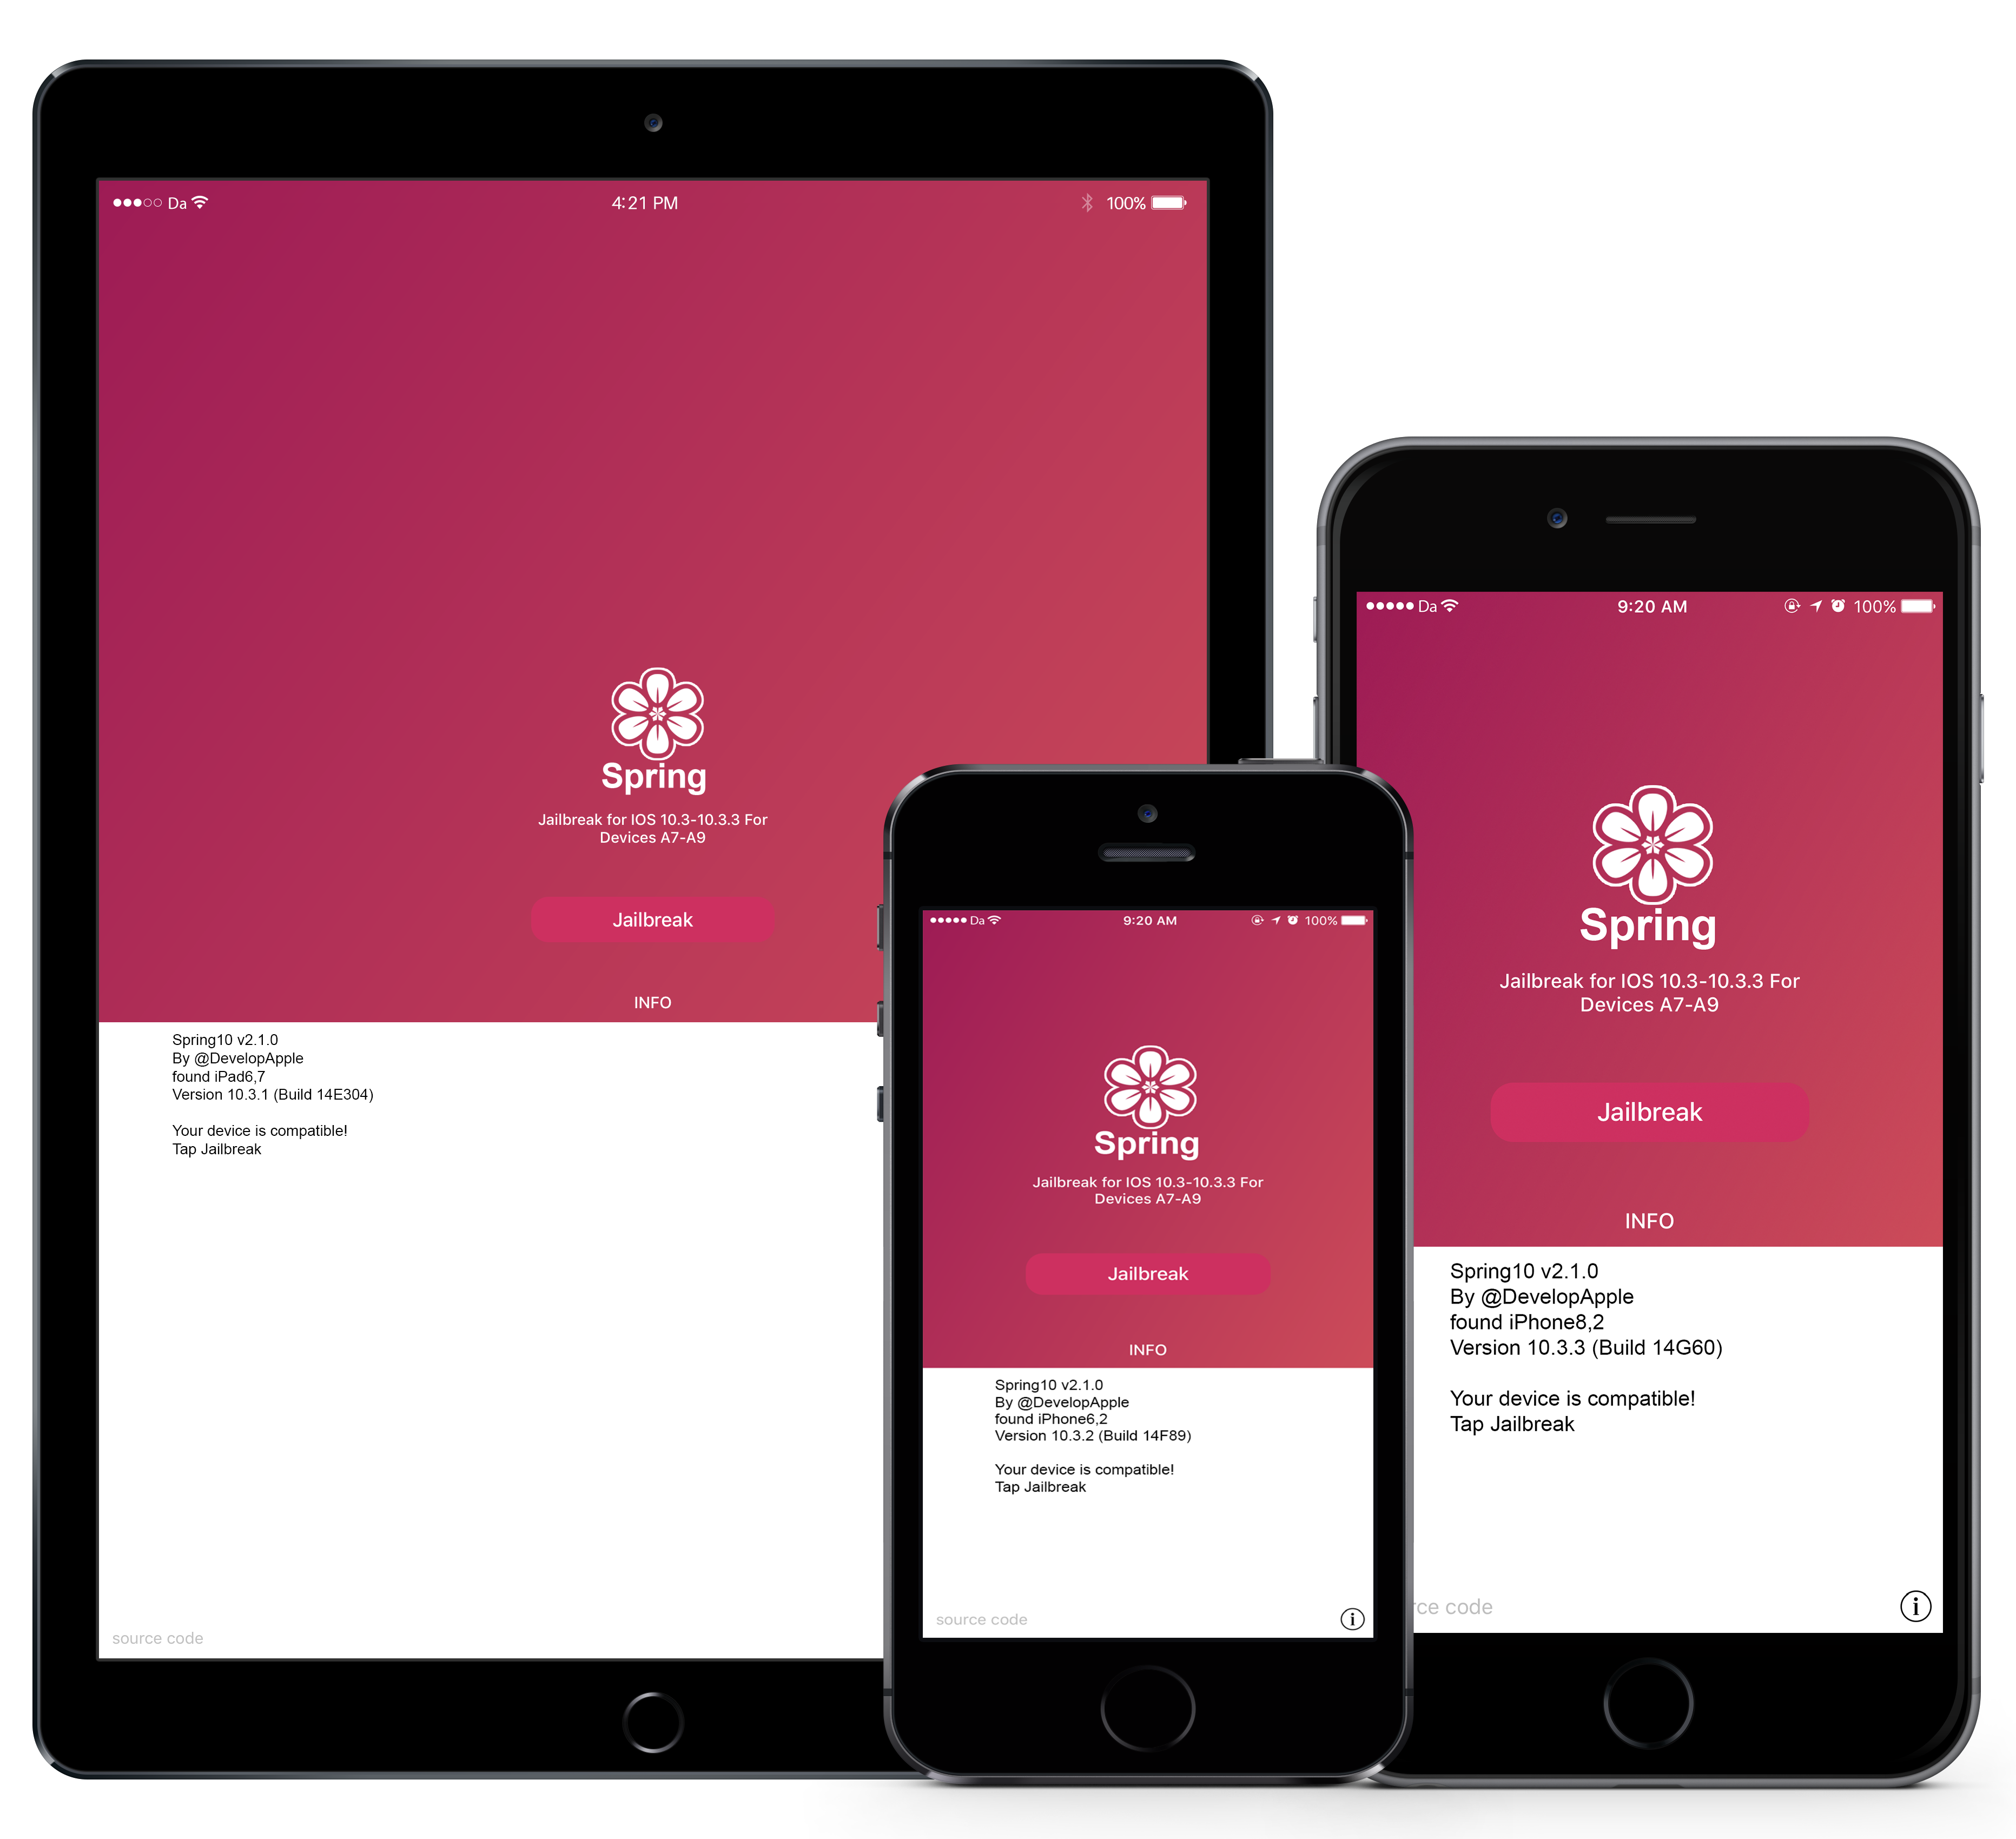 Da
4:21 PM
100%
Spring
Jailbreak for IOS 10.3-10.3.3 For
Devices A7-A9
Jailbreak
INFO
Spring10 v2.1.0
By @DevelopApple
found iPad6,7
Version 10.3.1 (Build 14E304)
Your device is compatible!
Tap Jailbreak
source code
Da
9:20 AM
100%
Spring
Jailbreak for IOS 10.3-10.3.3 For
Devices A7-A9
Jailbreak
INFO
Spring10 v2.1.0
By @DevelopApple
found iPhone6,2
Version 10.3.2 (Build 14F89)
Your device is compatible!
Tap Jailbreak
source code
Da
9:20 AM
100%
Spring
Jailbreak for IOS 10.3-10.3.3 For
Devices A7-A9
Jailbreak
INFO
Spring10 v2.1.0
By @DevelopApple
found iPhone8,2
Version 10.3.3 (Build 14G60)
Your device is compatible!
Tap Jailbreak
code